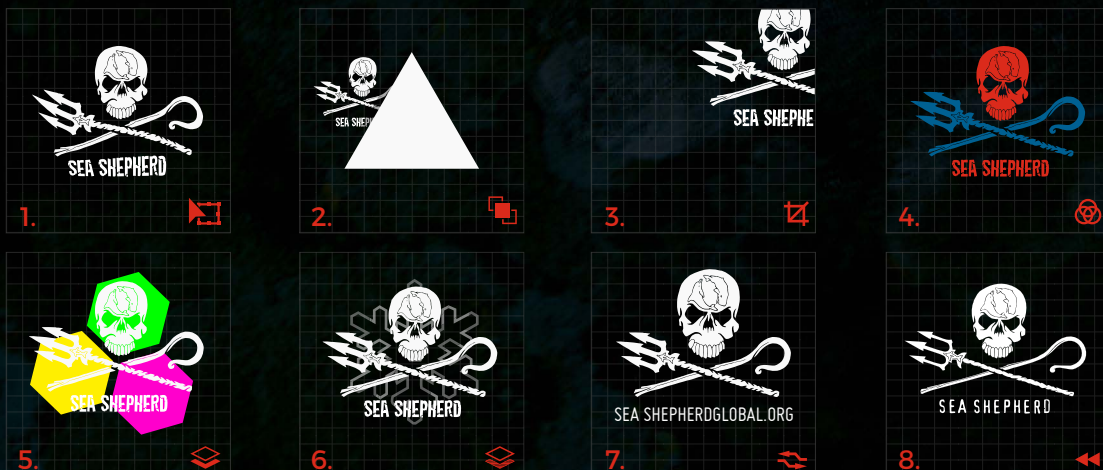 SEA SHEPHERD
1.
SEA SHEP
2.
SEA SHEPHE
3.
SEA SHEPHERD
4.
SEA SHEPHERD
5.
SEA SHEPHERD
6.
SEA SHEPHERDGLOBAL.ORG
7.
SEA SHEPHERD
8.